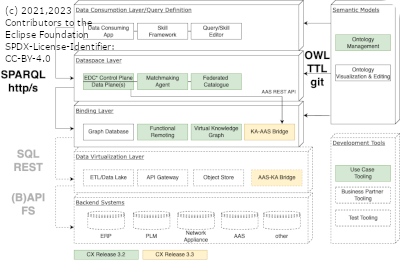 (c) 2021,2023
Contributors to the
Eclipse Foundation
SPDX-License-Identifier:
CC-BY-4.0
Data Consumption Layer/Query Definition
Data Consuming
App
Skill
Framework
Query/Skill
Editor
Semantic Models
Ontology
Management
Ontology
Visualization & Editing
SPARQL
http/s
OWL
TTL
git
Dataspace Layer
EDC* Control Plane
Data Plane(s)
Matchmaking
Agent
Federated
Catalogue
AAS REST API
Binding Layer
Graph Database
Functional
Remoting
Virtual Knowledge
Graph
KA-AAS Bridge
SQL
REST
Data Virtualization Layer
ETL/Data Lake
API Gateway
Object Store
AAS-KA Bridge
Development Tools
Use Case
Tooling
Business Partner
Tooling
Test Tooling
(B)API
FS
Backend Systems
ERP
PLM
Network
Appliance
AAS
other
CX Release 3.2
CX Release 3.3